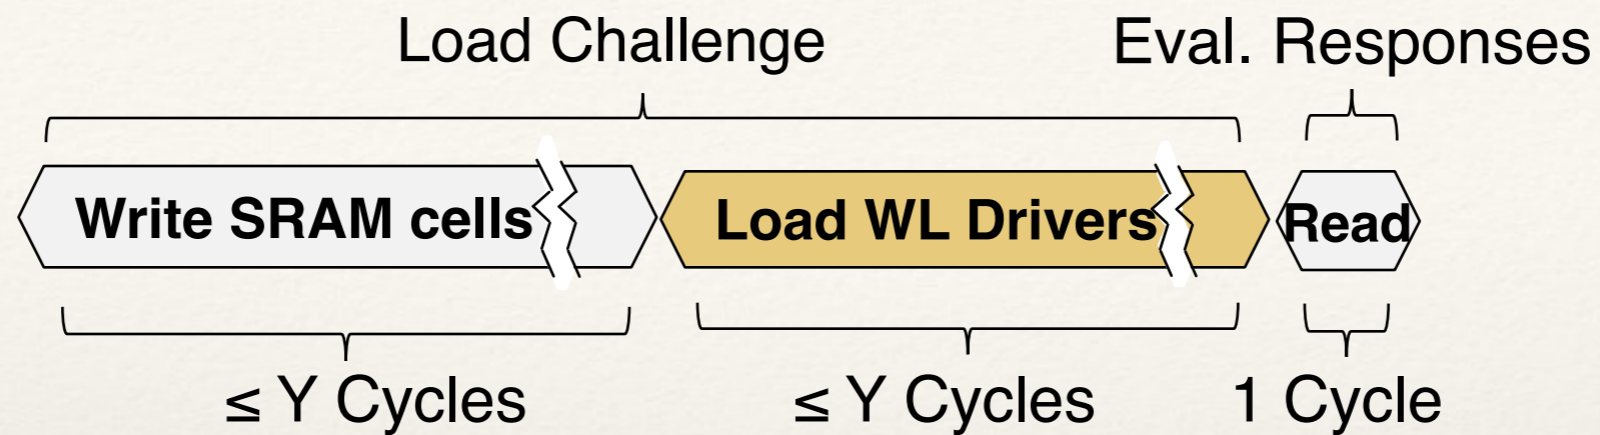 Load Challenge
Eval. Responses
Write SRAM cells
Load WL Drivers
Read
≤ Y Cycles
≤ Y Cycles
1 Cycle